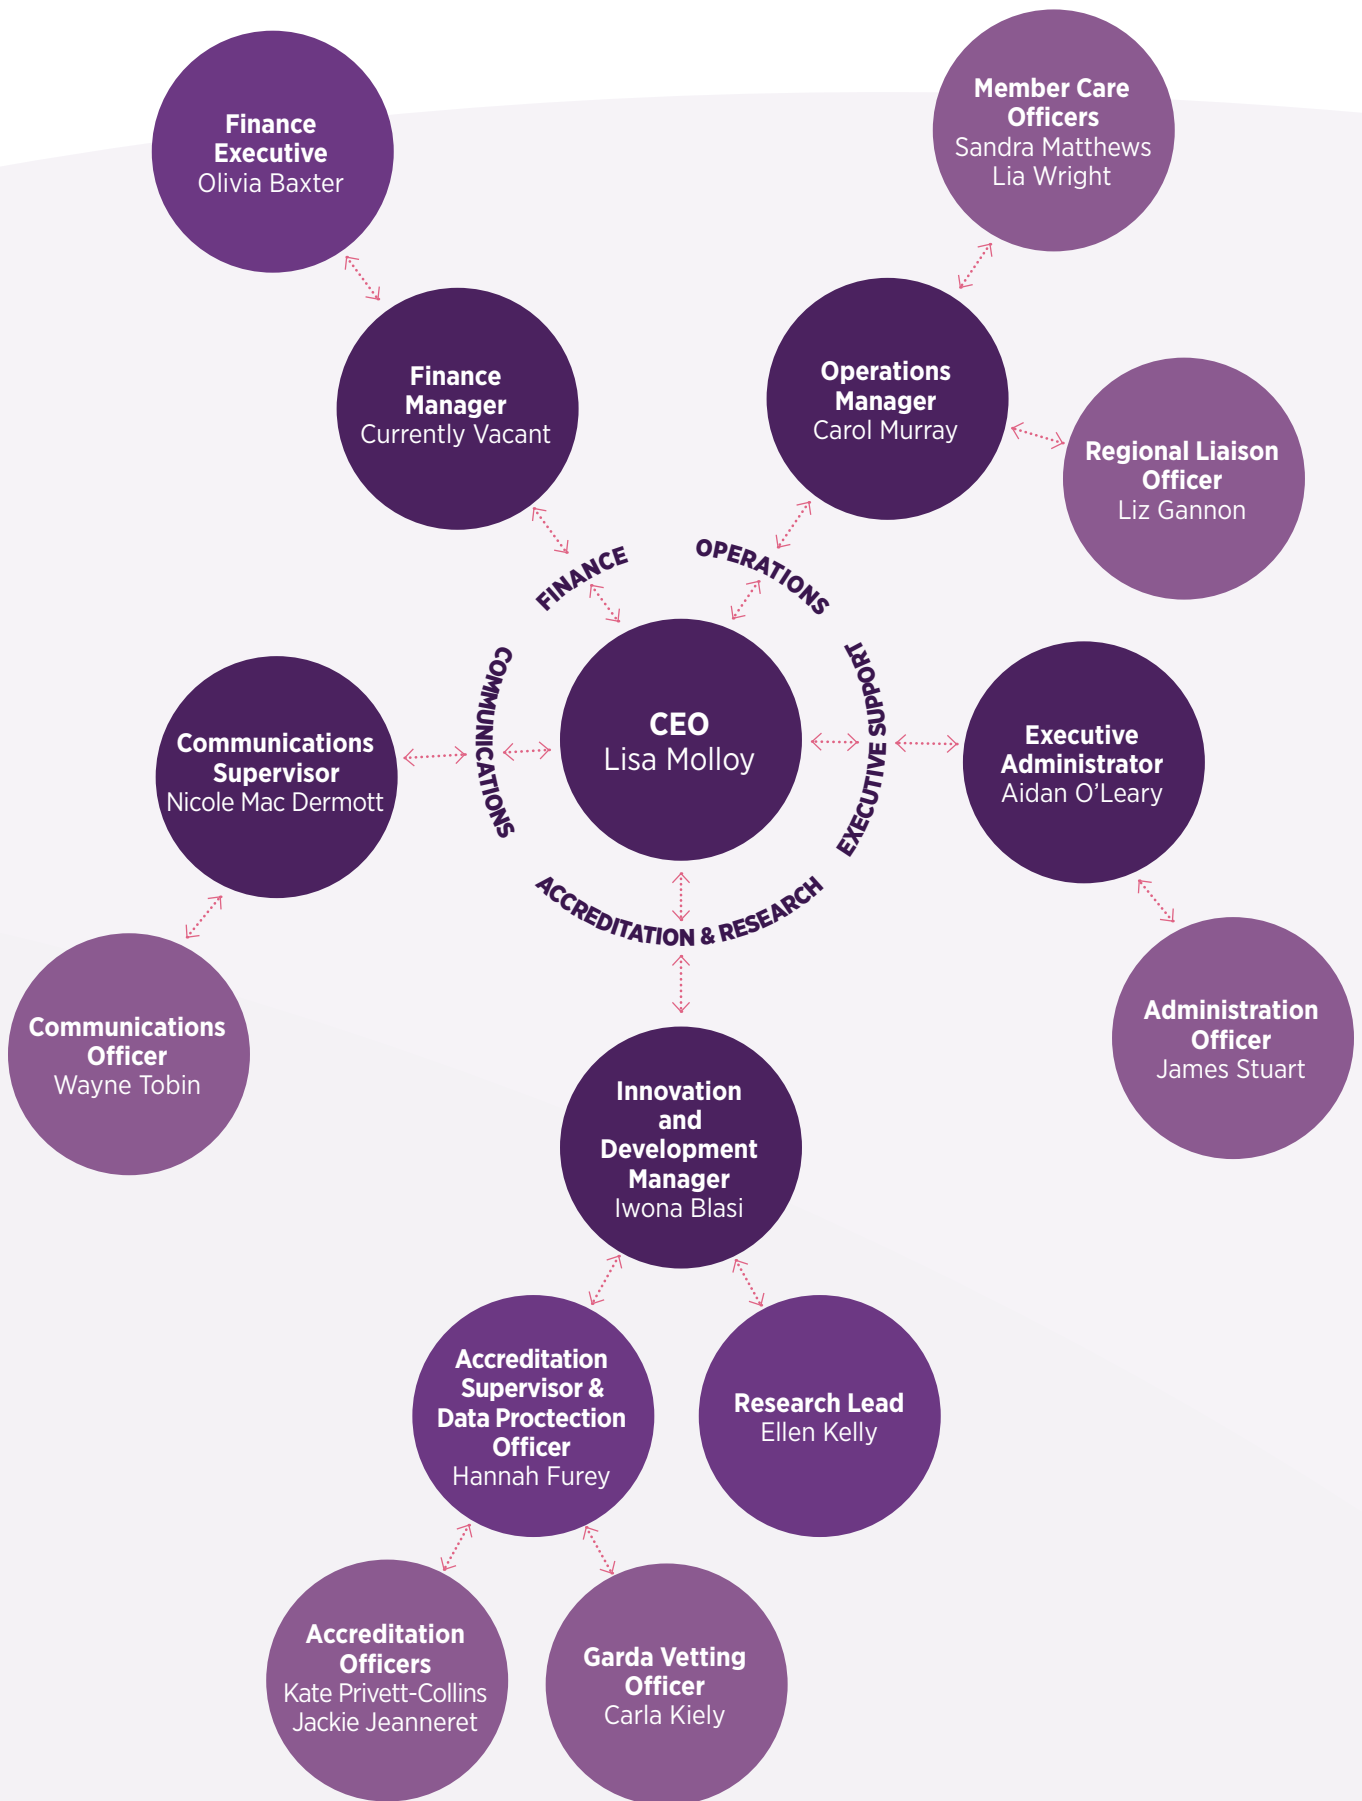 Finance
Executive
Olivia Baxter
Member Care
Officers
Sandra Matthews
Lia Wright
Finance
Manager
Currently Vacant
Operations
Manager
Carol Murray
Regional Liaison
Officer
Liz Gannon
FINANCE
OPERATIONS
COMMUNICATIONS
EXECUTIVE SUPPORT
ACCREDITATION & RESEARCH
CEO
Lisa Molloy
Communications
Supervisor
Nicole Mac Dermott
Executive
Administrator
Aidan O’Leary
Communications
Officer
Wayne Tobin
Administration
Officer
James Stuart
Innovation
and
Development
Manager
Iwona Blasi
Accreditation
Supervisor &
Data Proctection
Officer
Hannah Furey
Research Lead
Ellen Kelly
Accreditation
Officers
Kate Privett-Collins
Jackie Jeanneret
Garda Vetting
Officer
Carla Kiely